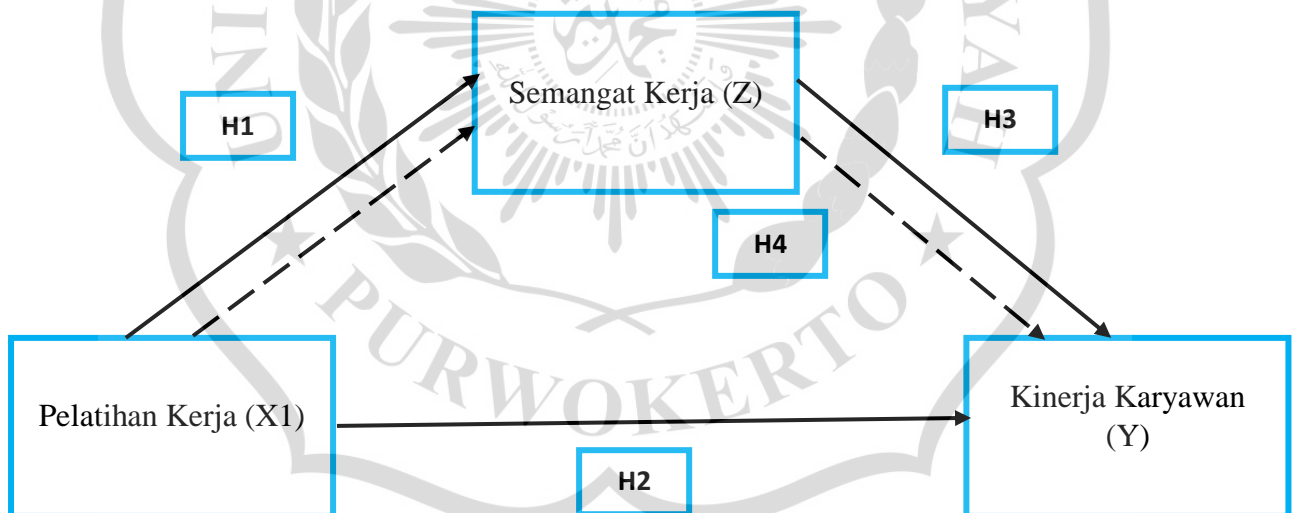 Semangat Kerja (Z)
H1
H3
H4
Pelatihan Kerja (X1)
Kinerja Karyawan
(Y)
H2
PURWOKERTO